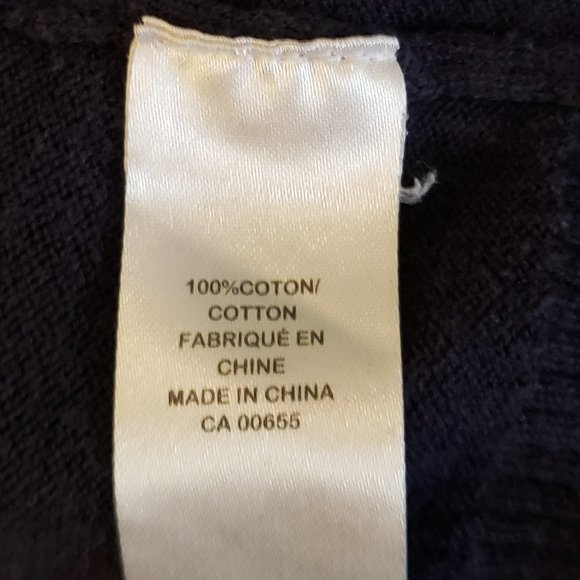 100%COTON/
COTTON
FABRIQUÉ EN
CHINE
MADE IN CHINA
CA 00655